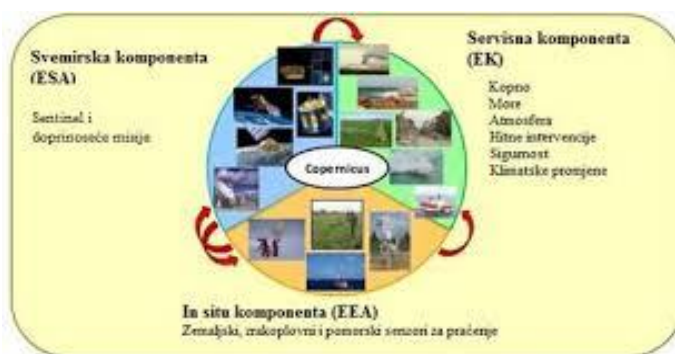 Svemirska komponenta
(ESA)
Sentinel i
doprinoseće misije
Servisna komponenta
(EK)
Kopno
More
Atmosfera
Hitne intervencije
Sigurnost
Klimatske promjene
Copernicus
In situ komponenta (EEA)
Zemaljski, zrakoplovni i pomorski senzori za praćenje